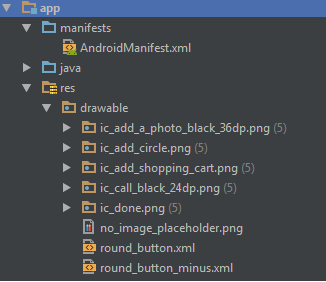 app
manifests
AndroidManifest.xml
java
res
drawable
ic_add_a_photo_black_36dp.png (5)
ic_add_circle.png (5)
ic_add_shopping_cart.png (5)
ic_call_black_24dp.png (5)
ic_done.png (5)
no_image_placeholder.png
round_button.xml
round_button_minus.xml